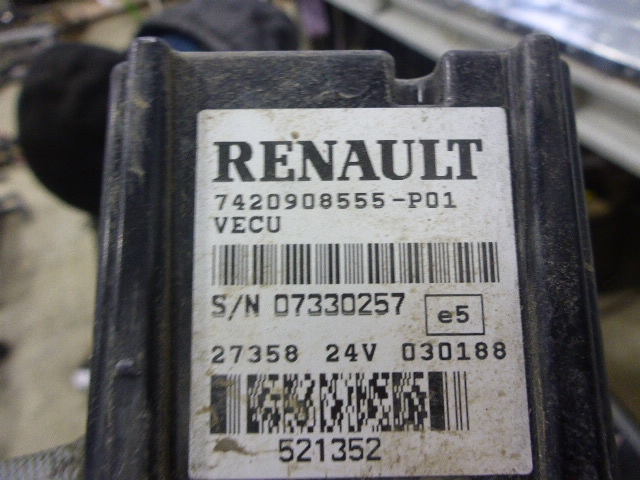 RENAULT
7420908555-P01
VECU
S/N 07330257 e5
27358 24V 030188
521352